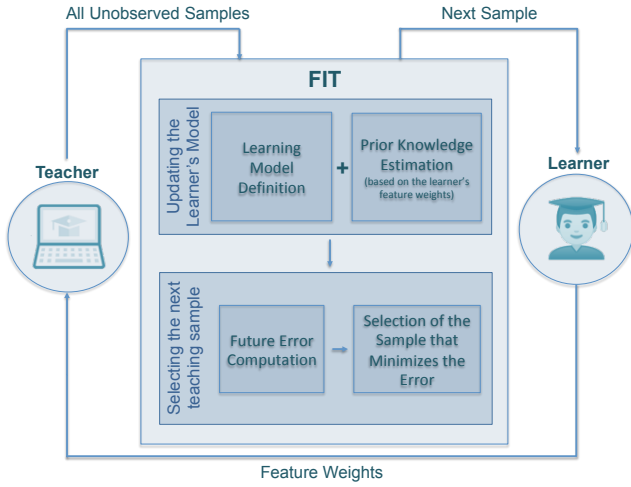 All Unobserved Samples
Next Sample
FIT
Updating the
Learner's Model
Learning
Model
Definition
+
Prior Knowledge
Estimation
(based on the learner's
feature weights)
Teacher
Learner
Selecting the next
teaching sample
Future Error
Computation
Selection of the
Sample that
Minimizes the
Error
Feature Weights